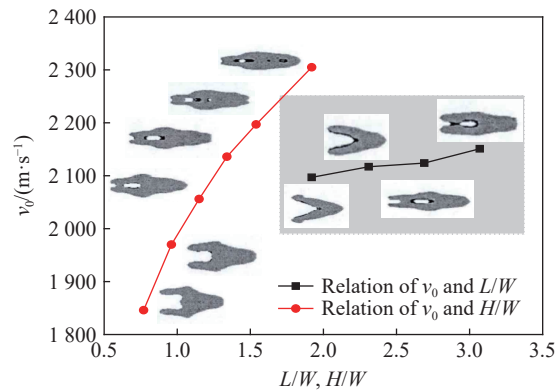 2 400
2 300
2 200
2 100
2 000
1 900
1 800
v₀/(m·s⁻¹)
Relation of v₀ and L/W
Relation of v₀ and H/W
0.5 1.0 1.5 2.0 2.5 3.0 3.5
L/W, H/W